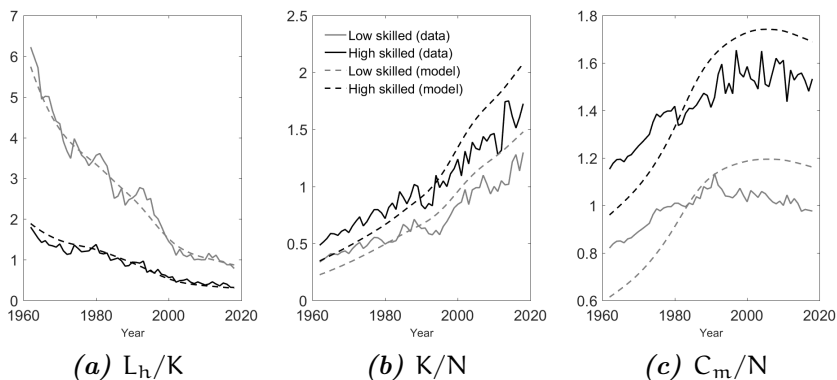 7
6
5
4
3
2
1
0
1960 1980 2000 2020
Year
(a) Lh/K
2.5
2
1.5
1
0.5
0
Low skilled (data)
High skilled (data)
Low skilled (model)
High skilled (model)
1960 1980 2000 2020
Year
(b) K/N
1.8
1.6
1.4
1.2
1
0.8
0.6
1960 1980 2000 2020
Year
(c) Cm/N